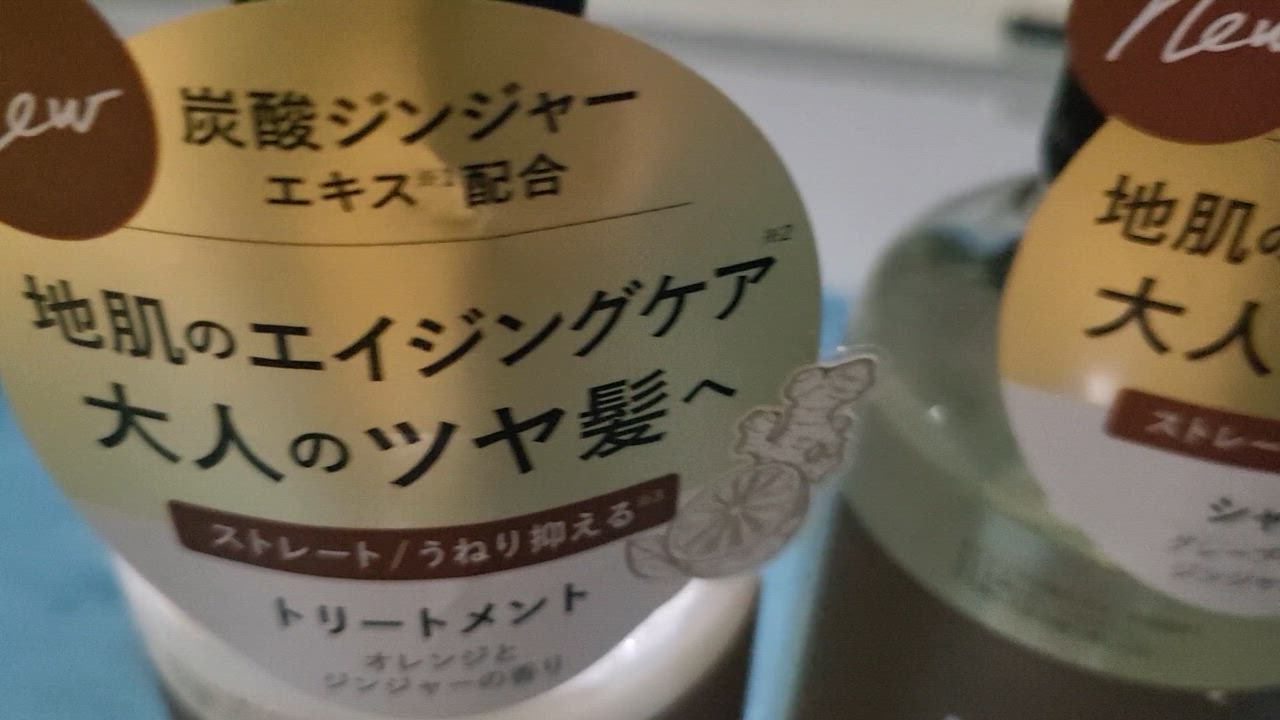 ew
炭酸ジンジャー
エキス※1配合
地肌のエイジングケア※2
大人のツヤ髪へ
ストレート/うねり抑える※3
トリートメント
オレンジと
ジンジャーの香り
New
地肌の
大人
ストレー
シャ
ジンジャ